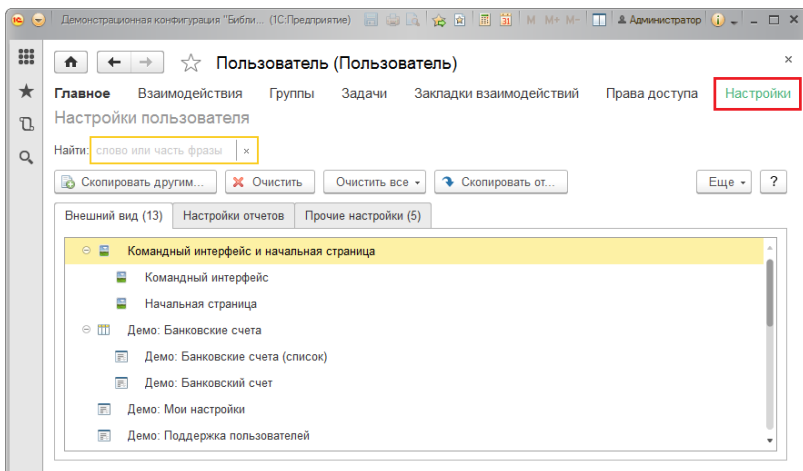 1С Демонстрационная конфигурация "Библи... (1С:Предприятие) 31 M M+ M- Администратор i
Пользователь (Пользователь)
Главное Взаимодействия Группы Задачи Закладки взаимодействий Права доступа Настройки
Настройки пользователя
Найти: слово или часть фразы ×
Скопировать другим... Очистить Очистить все Скопировать от... Еще ?
Внешний вид (13) Настройки отчетов Прочие настройки (5)
Командный интерфейс и начальная страница
Командный интерфейс
Начальная страница
Демо: Банковские счета
Демо: Банковские счета (список)
Демо: Банковский счет
Демо: Мои настройки
Демо: Поддержка пользователей